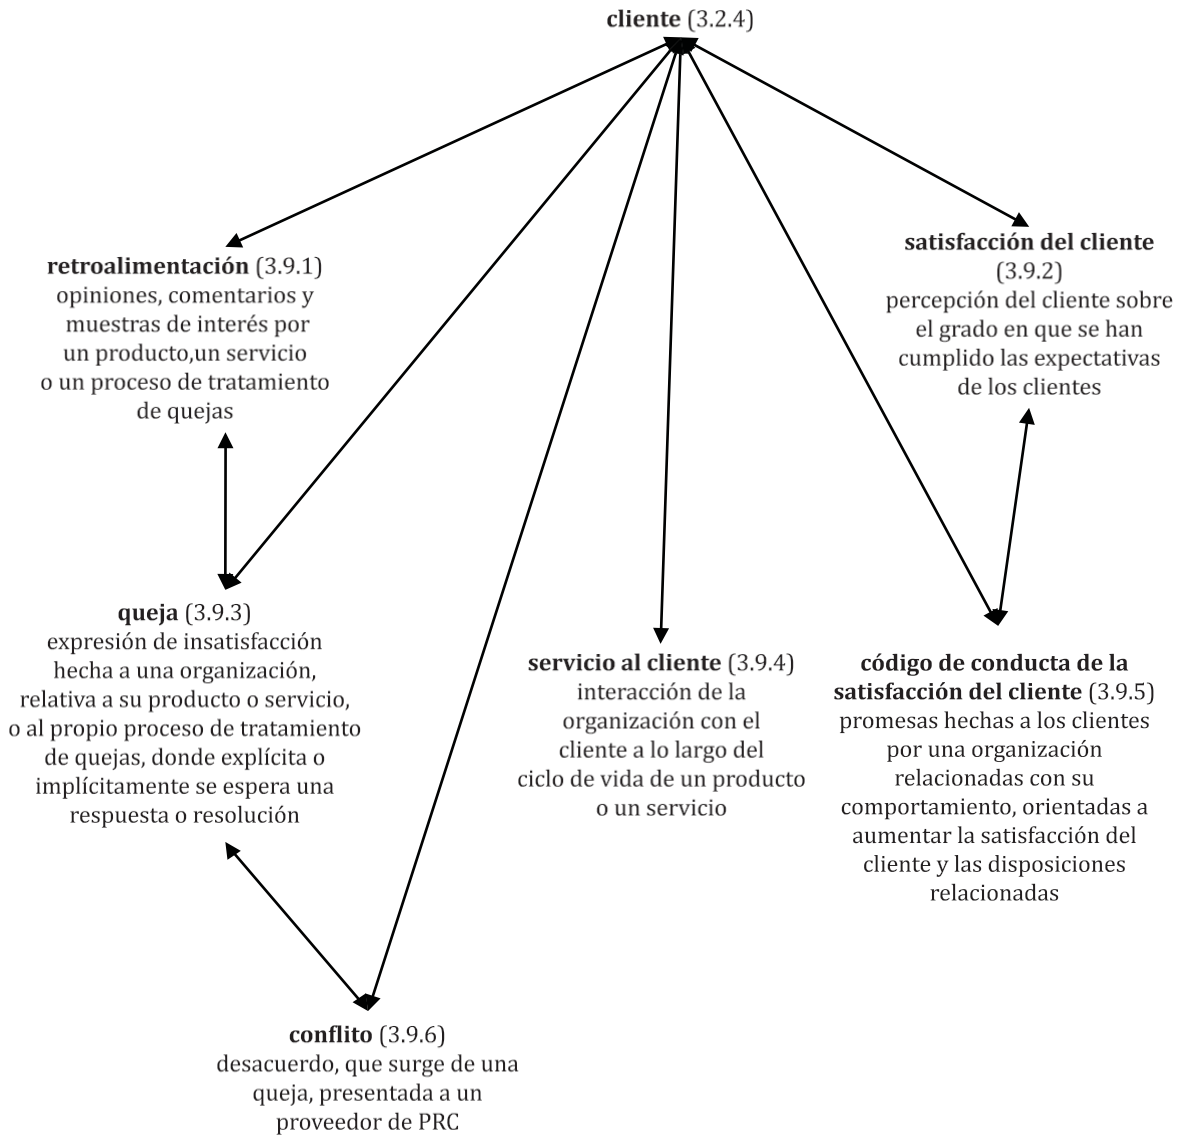 cliente (3.2.4)
retroalimentación (3.9.1)
opiniones, comentarios y
muestras de interés por
un producto,un servicio
o un proceso de tratamiento
de quejas
satisfacción del cliente
(3.9.2)
percepción del cliente sobre
el grado en que se han
cumplido las expectativas
de los clientes
queja (3.9.3)
expresión de insatisfacción
hecha a una organización,
relativa a su producto o servicio,
o al propio proceso de tratamiento
de quejas, donde explícita o
implícitamente se espera una
respuesta o resolución
servicio al cliente (3.9.4)
interacción de la
organización con el
cliente a lo largo del
ciclo de vida de un producto
o un servicio
código de conducta de la
satisfacción del cliente (3.9.5)
promesas hechas a los clientes
por una organización
relacionadas con su
comportamiento, orientadas a
aumentar la satisfacción del
cliente y las disposiciones
relacionadas
conflito (3.9.6)
desacuerdo, que surge de una
queja, presentada a un
proveedor de PRC